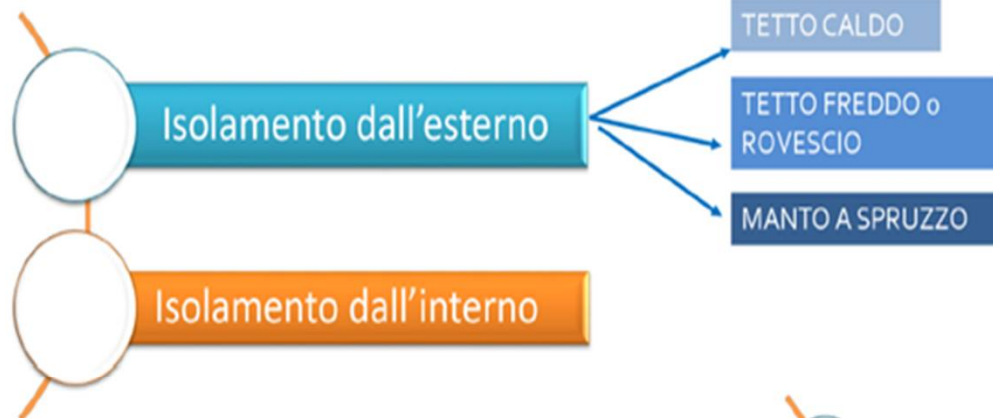 Isolamento dall'esterno
TETTO CALDO
TETTO FREDDO o
ROVESCIO
MANTO A SPRUZZO
Isolamento dall'interno